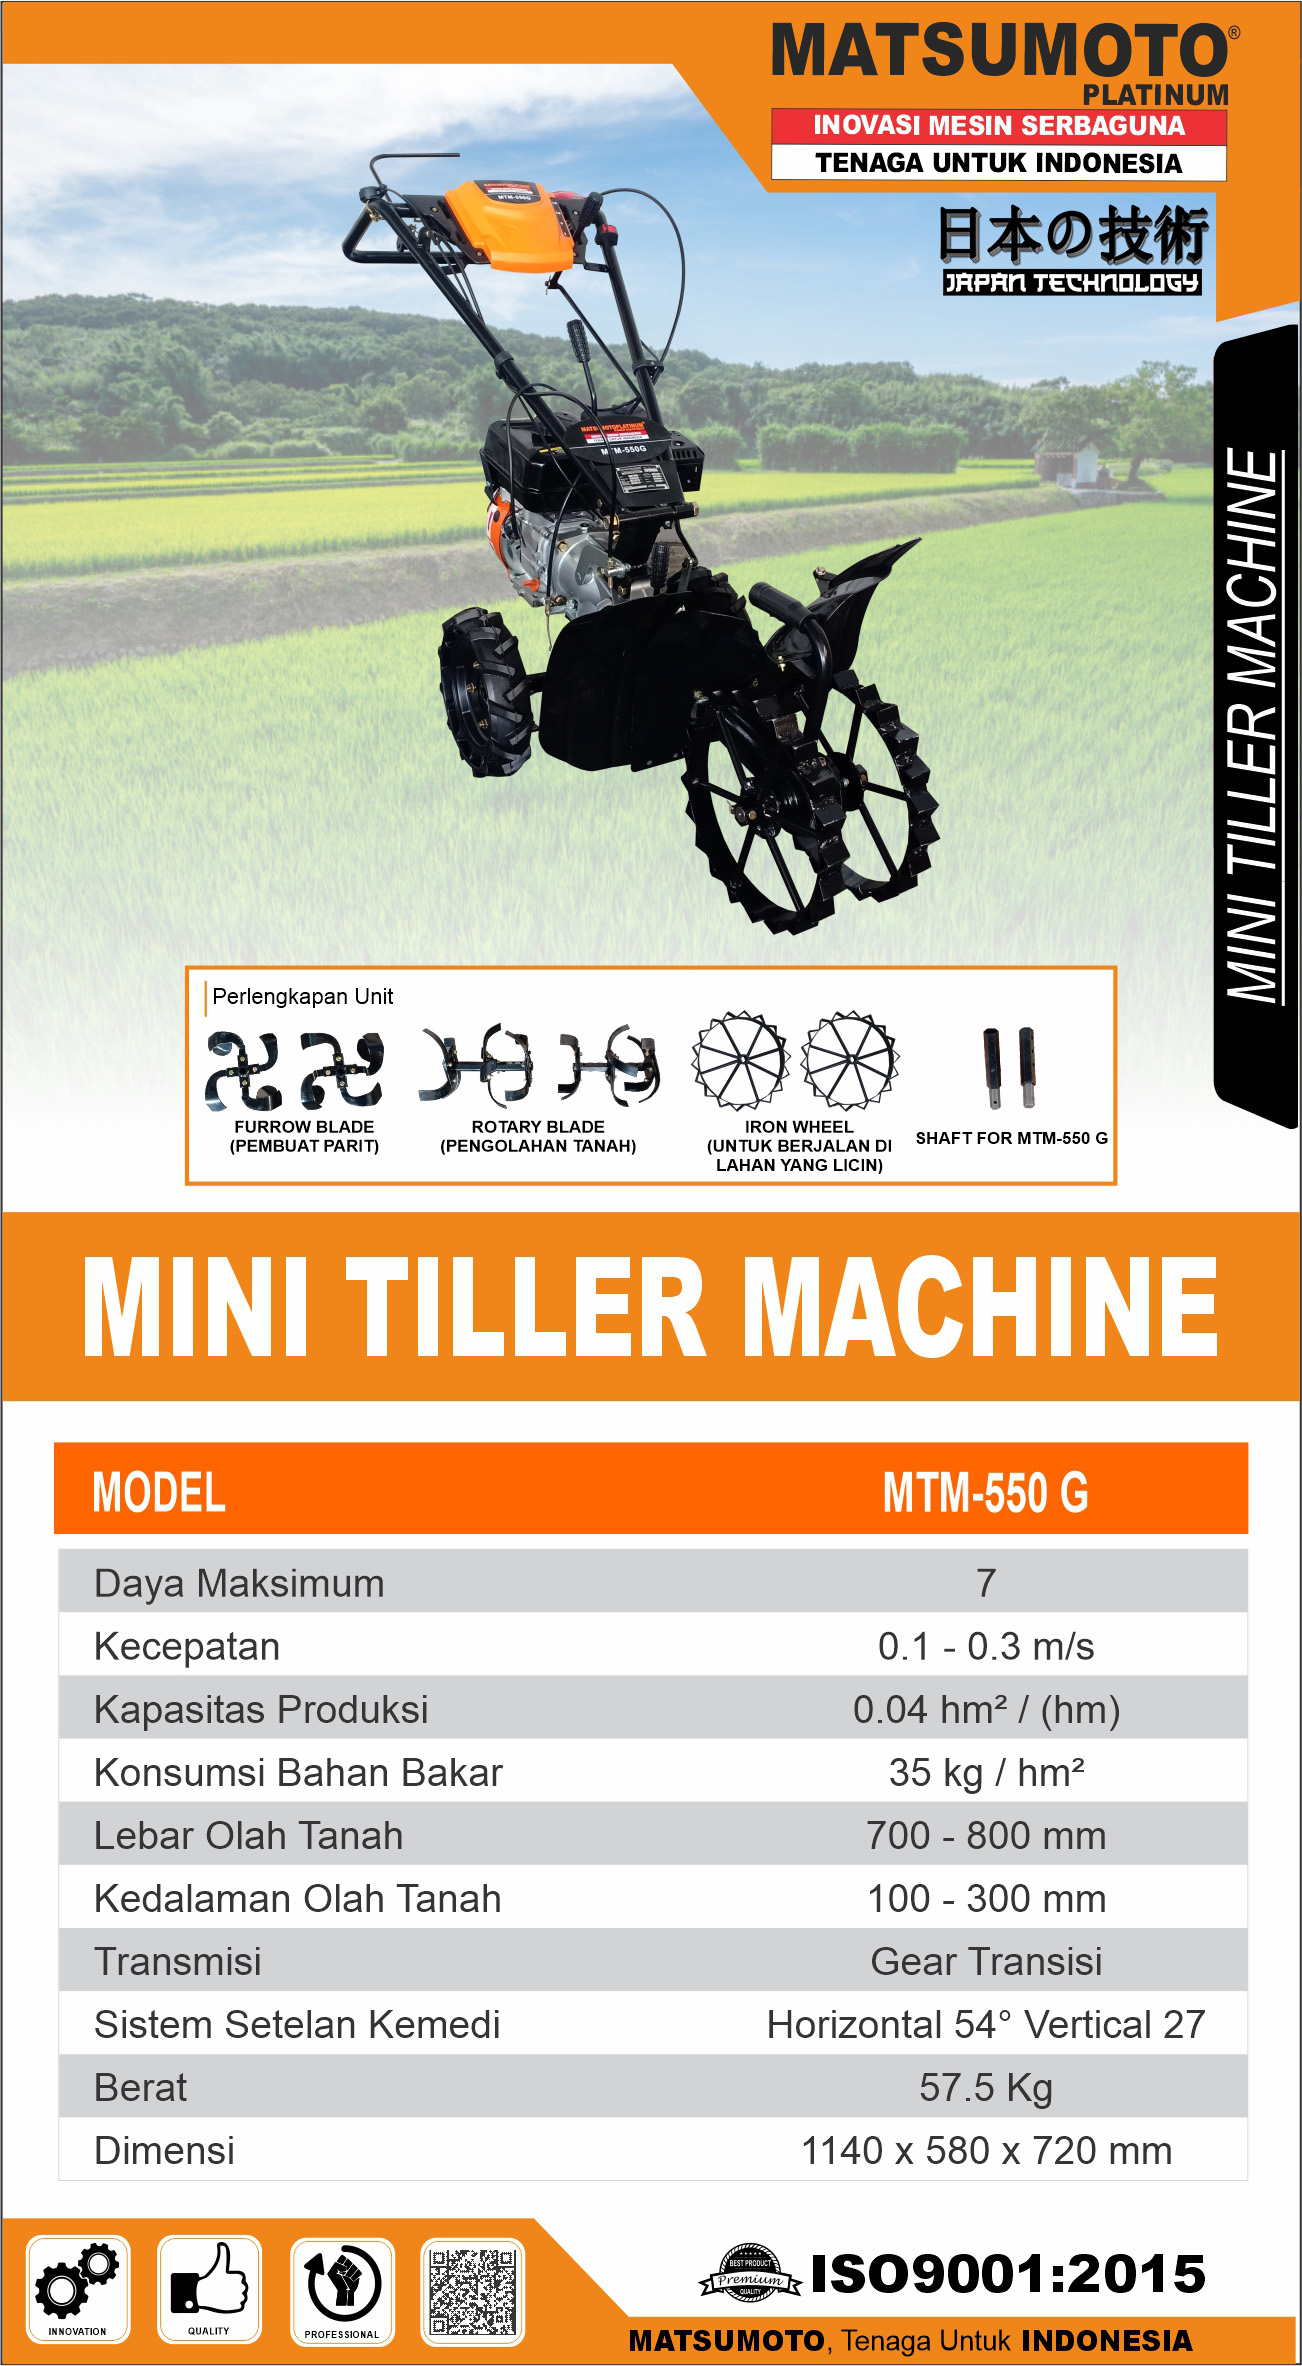 MATSUMOTO®
PLATINUM
INOVASI MESIN SERBAGUNA
TENAGA UNTUK INDONESIA
日本の技術
JAPAN TECHNOLOGY
MATSUMOTOPLATINUM
MTM-550G
MATSUMOTOPLATINUM
MTM-550G
MINI TILLER MACHINE
Perlengkapan Unit
FURROW BLADE
(PEMBUAT PARIT)
ROTARY BLADE
(PENGOLAHAN TANAH)
IRON WHEEL
(UNTUK BERJALAN DI
LAHAN YANG LICIN)
SHAFT FOR MTM-550 G
MINI TILLER MACHINE
MODEL MTM-550 G
Daya Maksimum 7
Kecepatan 0.1 - 0.3 m/s
Kapasitas Produksi 0.04 hm² / (hm)
Konsumsi Bahan Bakar 35 kg / hm²
Lebar Olah Tanah 700 - 800 mm
Kedalaman Olah Tanah 100 - 300 mm
Transmisi Gear Transisi
Sistem Setelan Kemedi Horizontal 54° Vertical 27
Berat 57.5 Kg
Dimensi 1140 x 580 x 720 mm
INNOVATION
QUALITY
PROFESSIONAL
BEST PRODUCT
Premium
QUALITY
ISO9001:2015
MATSUMOTO, Tenaga Untuk INDONESIA